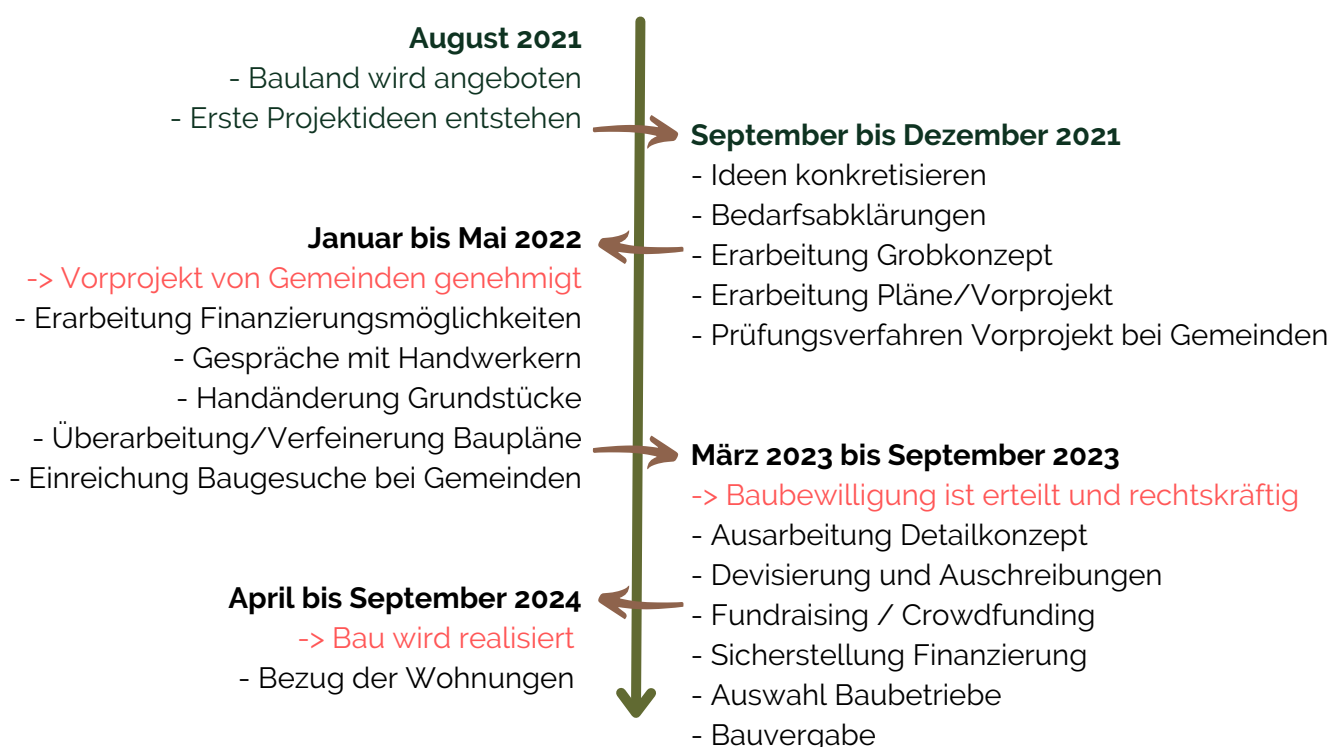 August 2021
- Bauland wird angeboten
- Erste Projektideen entstehen
September bis Dezember 2021
- Ideen konkretisieren
- Bedarfsabklärungen
- Erarbeitung Grobkonzept
- Erarbeitung Pläne/Vorprojekt
- Prüfungsverfahren Vorprojekt bei Gemeinden
Januar bis Mai 2022
-> Vorprojekt von Gemeinden genehmigt
- Erarbeitung Finanzierungsmöglichkeiten
- Gespräche mit Handwerkern
- Handänderung Grundstücke
- Überarbeitung/Verfeinerung Baupläne
- Einreichung Baugesuche bei Gemeinden
März 2023 bis September 2023
-> Baubewilligung ist erteilt und rechtskräftig
- Ausarbeitung Detailkonzept
- Devisierung und Auschreibungen
- Fundraising / Crowdfunding
- Sicherstellung Finanzierung
- Auswahl Baubetriebe
- Bauvergabe
April bis September 2024
-> Bau wird realisiert
- Bezug der Wohnungen